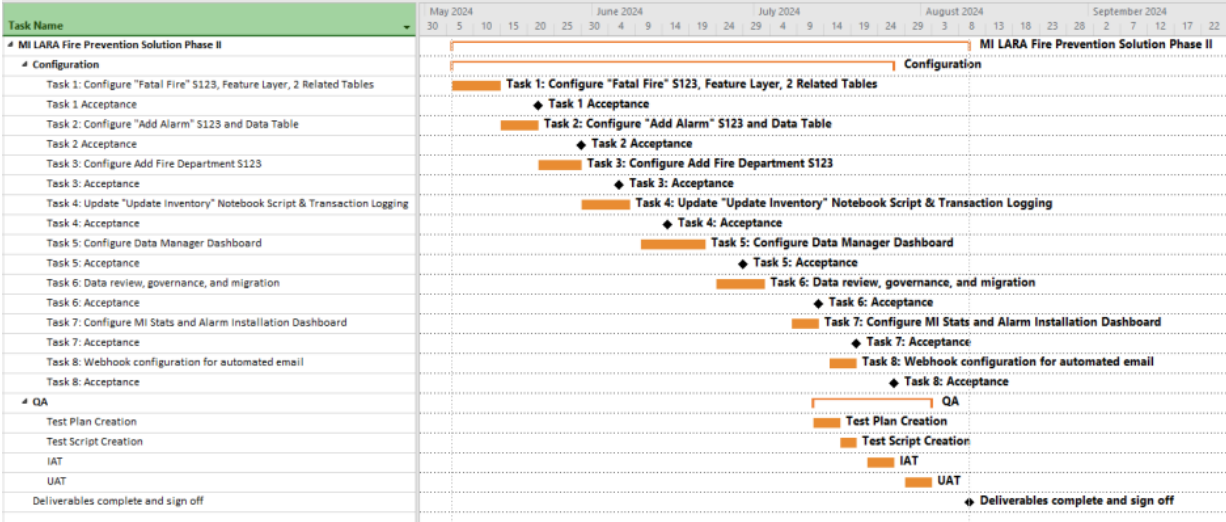 May 2024 June 2024 July 2024 August 2024 September 2024
Task Name 30 5 10 15 20 25 30 4 9 14 19 24 29 4 9 14 19 24 29 3 8 13 18 23 28 2 7 12 17 22
MI LARA Fire Prevention Solution Phase II MI LARA Fire Prevention Solution Phase II
Configuration Configuration
Task 1: Configure "Fatal Fire" S123, Feature Layer, 2 Related Tables Task 1: Configure "Fatal Fire" S123, Feature Layer, 2 Related Tables
Task 1 Acceptance Task 1 Acceptance
Task 2: Configure "Add Alarm" S123 and Data Table Task 2: Configure "Add Alarm" S123 and Data Table
Task 2 Acceptance Task 2 Acceptance
Task 3: Configure Add Fire Department S123 Task 3: Configure Add Fire Department S123
Task 3: Acceptance Task 3: Acceptance
Task 4: Update "Update Inventory" Notebook Script & Transaction Logging Task 4: Update "Update Inventory" Notebook Script & Transaction Logging
Task 4: Acceptance Task 4: Acceptance
Task 5: Configure Data Manager Dashboard Task 5: Configure Data Manager Dashboard
Task 5: Acceptance Task 5: Acceptance
Task 6: Data review, governance, and migration Task 6: Data review, governance, and migration
Task 6: Acceptance Task 6: Acceptance
Task 7: Configure MI Stats and Alarm Installation Dashboard Task 7: Configure MI Stats and Alarm Installation Dashboard
Task 7: Acceptance Task 7: Acceptance
Task 8: Webhook configuration for automated email Task 8: Webhook configuration for automated email
Task 8: Acceptance Task 8: Acceptance
QA QA
Test Plan Creation Test Plan Creation
Test Script Creation Test Script Creation
IAT IAT
UAT UAT
Deliverables complete and sign off Deliverables complete and sign off